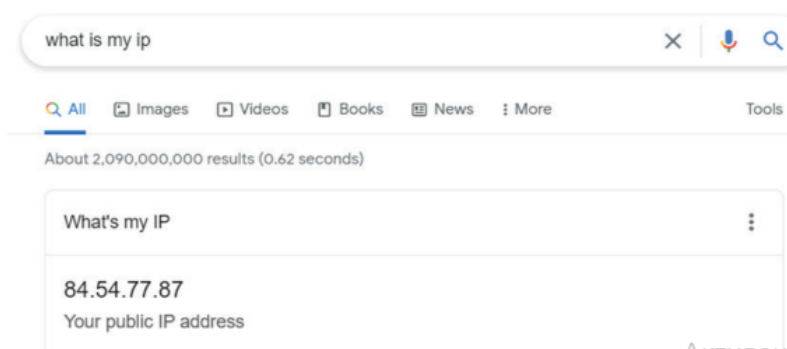 what is my ip
All Images Videos Books News More Tools
About 2,090,000,000 results (0.62 seconds)
What's my IP
84.54.77.87
Your public IP address